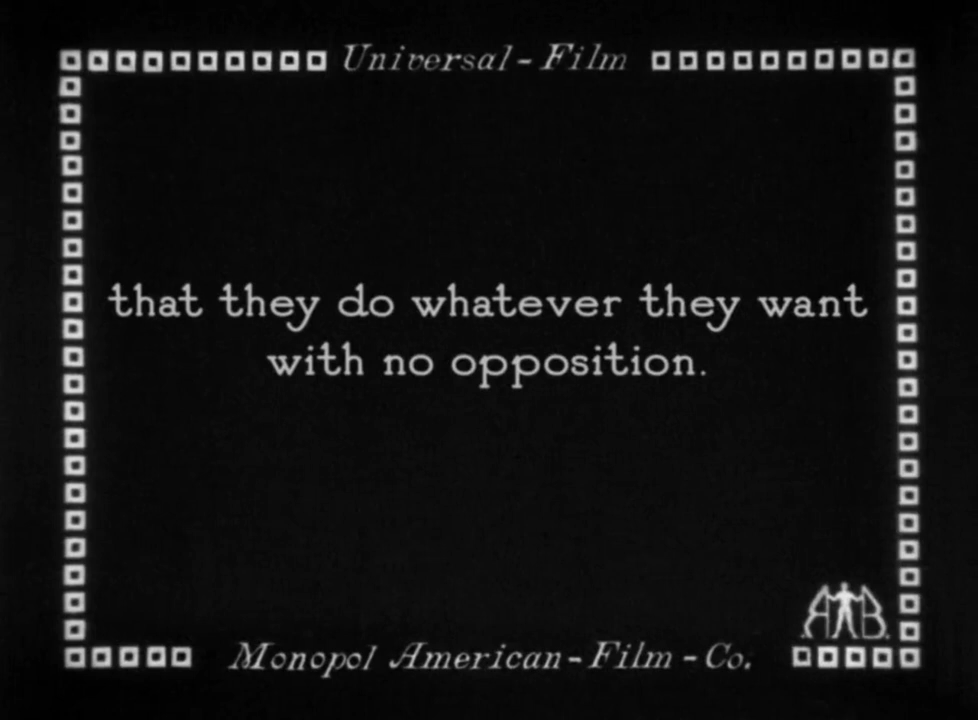 Universal-Film
that they do whatever they want
with no opposition.
Monopol American-Film-Co.
A B.